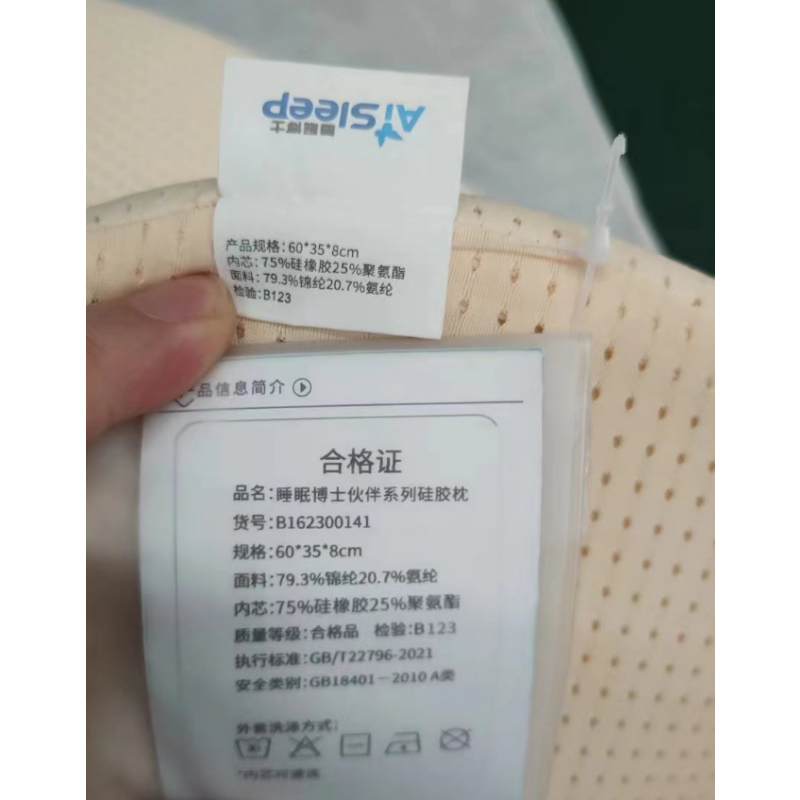 AiSleep
睡眠博士
产品规格:60*35*8cm
内芯:75%硅橡胶25%聚氨酯
面料:79.3%锦纶20.7%氨纶
检验:B123
品信息简介
合格证
品名:睡眠博士伙伴系列硅胶枕
货号:B162300141
规格:60*35*8cm
面料:79.3%锦纶20.7%氨纶
内芯:75%硅橡胶25%聚氨酯
质量等级:合格品 检验:B123
执行标准:GB/T22796-2021
安全类别:GB18401-2010 A类
外套洗涤方式:
*内芯可清洗